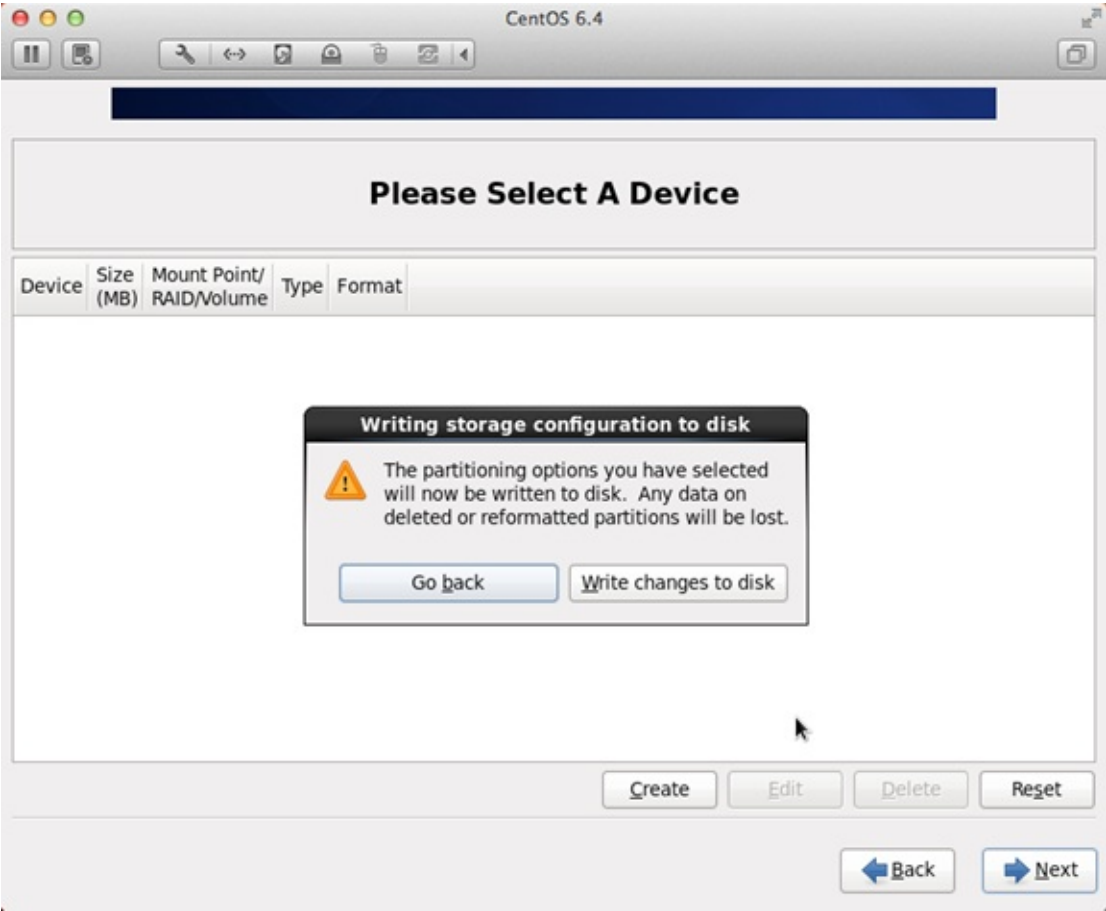 CentOS 6.4
Please Select A Device
Device
Size
(MB)
Mount Point/
RAID/Volume
Type
Format
Writing storage configuration to disk
The partitioning options you have selected
will now be written to disk. Any data on
deleted or reformatted partitions will be lost.
Go back
Write changes to disk
Create
Edit
Delete
Reset
Back
Next